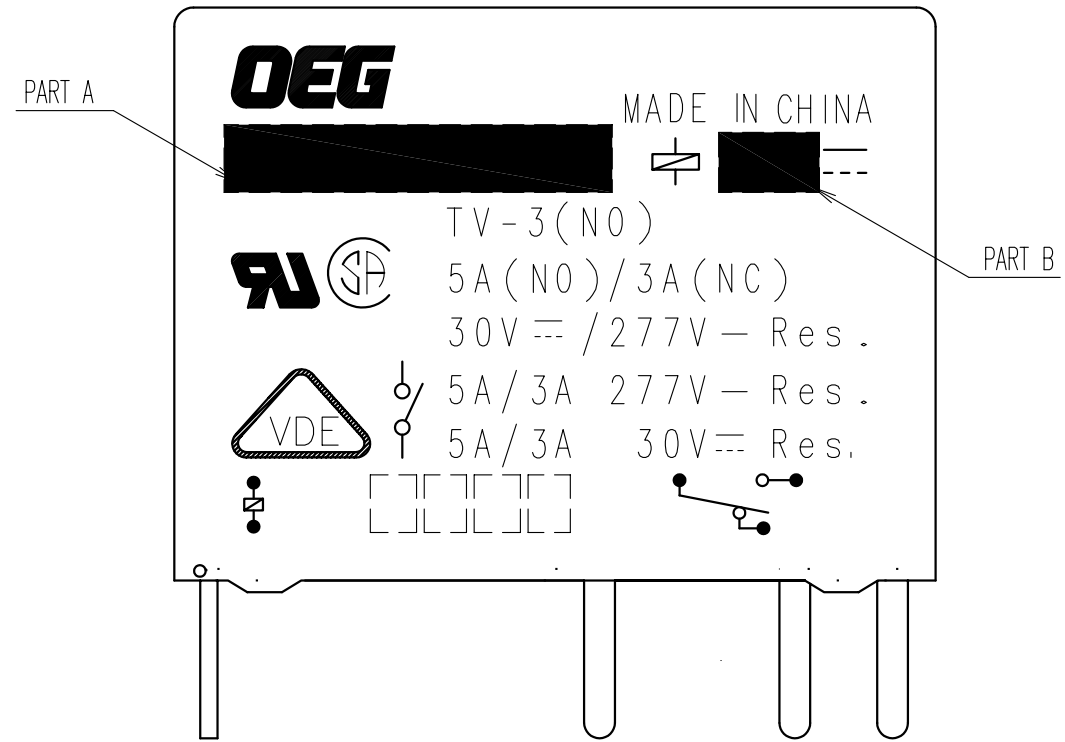 OEG
PART A
MADE IN CHINA
TV-3(NO)
PART B
5A(NO)/3A(NC)
30V ⎓ /277V — Res.
VDE
5A/3A 277V — Res.
5A/3A 30V ⎓ Res.